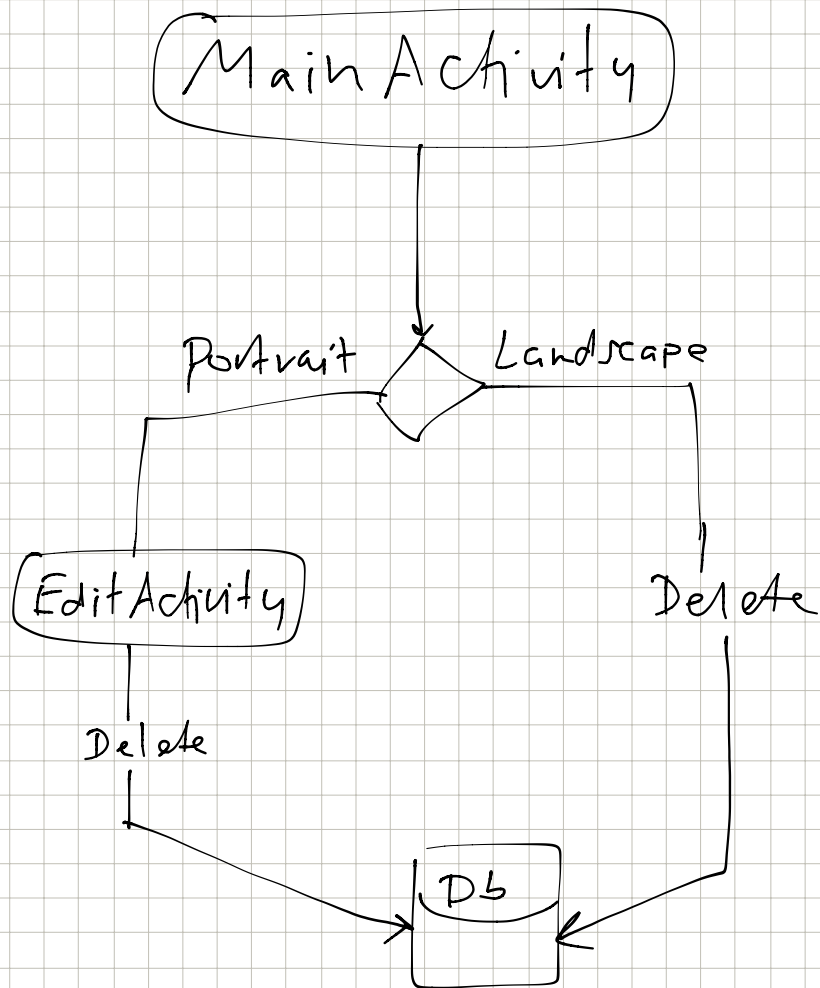 MainActivity
Portrait
Landscape
EditActivity
Delete
Delete
Db